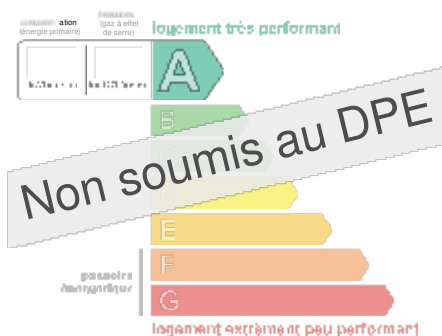 ation (gaz à effet
(énergie primaire) de serre)
logement très performant
A
B
Non soumis au DPE
E
F
G
logement extrêmement peu performant